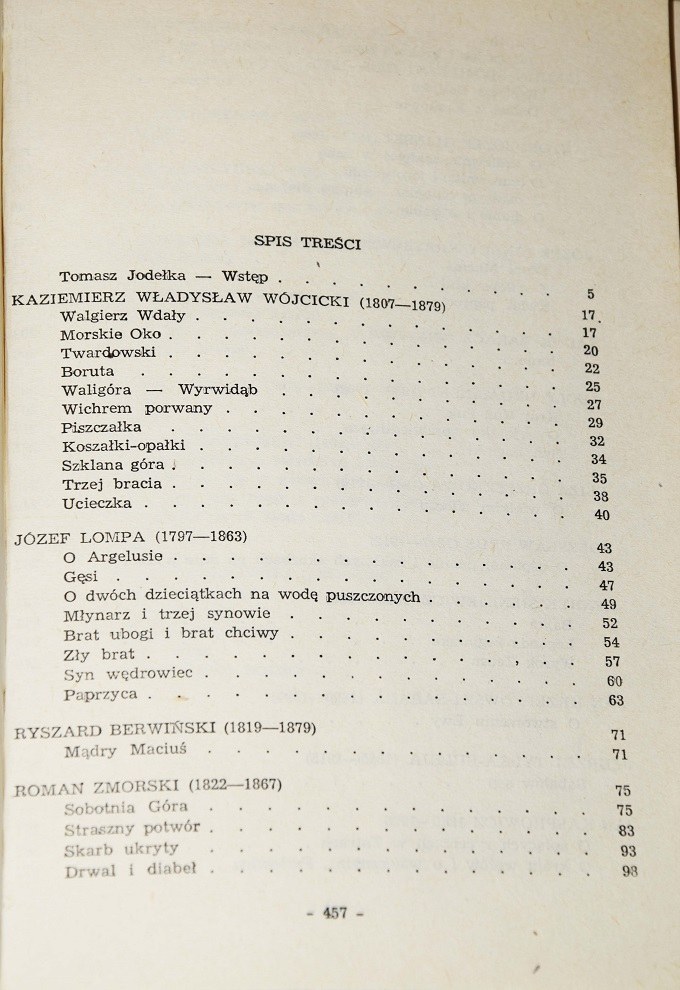 SPIS TREŚCI
Tomasz Jodełka — Wstęp . . . . . . . . . . 5
KAZIEMIERZ WŁADYSŁAW WÓJCICKI (1807—1879) 17
Walgierz Wdały . . . . . . . . . . . . . 17
Morskie Oko . . . . . . . . . . . . . . 20
Twardowski . . . . . . . . . . . . . . 22
Boruta . . . . . . . . . . . . . . . 25
Waligóra — Wyrwidąb . . . . . . . . . . 27
Wichrem porwany . . . . . . . . . . . . 29
Piszczałka . . . . . . . . . . . . . . 32
Koszałki-opałki . . . . . . . . . . . . . 34
Szklana góra . . . . . . . . . . . . . . 35
Trzej bracia . . . . . . . . . . . . . . 38
Ucieczka . . . . . . . . . . . . . . . 40
JÓZEF LOMPA (1797—1863) 43
O Argelusie . . . . . . . . . . . . . . 43
Gęsi . . . . . . . . . . . . . . . . 47
O dwóch dzieciątkach na wodę puszczonych . . . . . 49
Młynarz i trzej synowie . . . . . . . . . . 52
Brat ubogi i brat chciwy . . . . . . . . . . 54
Zły brat . . . . . . . . . . . . . . . 57
Syn wędrowiec . . . . . . . . . . . . . 60
Paprzyca . . . . . . . . . . . . . . . 63
RYSZARD BERWIŃSKI (1819—1879) 71
Mądry Maciuś . . . . . . . . . . . . . 71
ROMAN ZMORSKI (1822—1867) 75
Sobotnia Góra . . . . . . . . . . . . . 75
Straszny potwór . . . . . . . . . . . . . 83
Skarb ukryty . . . . . . . . . . . . . 93
Drwal i diabeł . . . . . . . . . . . . . 98
- 457 -